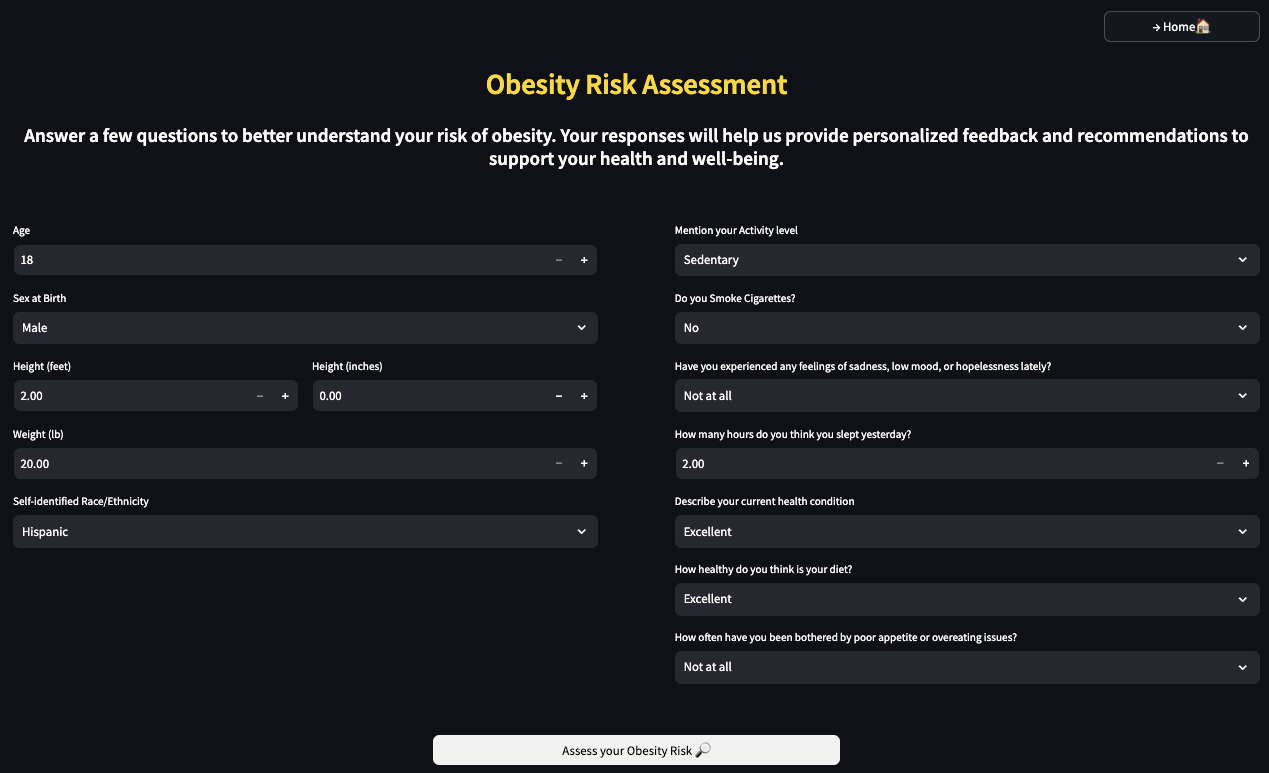 → Home🏠
Obesity Risk Assessment
Answer a few questions to better understand your risk of obesity. Your responses will help us provide personalized feedback and recommendations to
support your health and well-being.
Age
18
Sex at Birth
Male
Height (feet)
Height (inches)
2.00
0.00
Weight (lb)
20.00
Self-identified Race/Ethnicity
Hispanic
Mention your Activity level
Sedentary
Do you Smoke Cigarettes?
No
Have you experienced any feelings of sadness, low mood, or hopelessness lately?
Not at all
How many hours do you think you slept yesterday?
2.00
Describe your current health condition
Excellent
How healthy do you think is your diet?
Excellent
How often have you been bothered by poor appetite or overeating issues?
Not at all
Assess your Obesity Risk 🔎